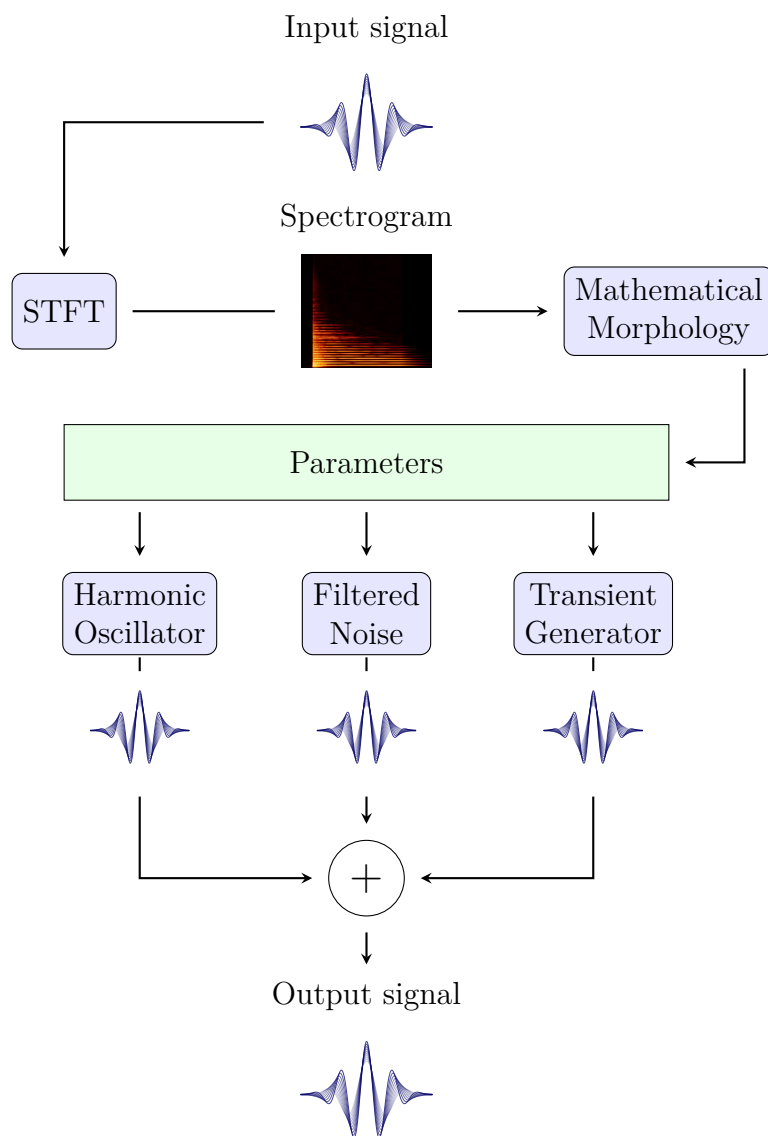 Input signal
Spectrogram
STFT
Mathematical
Morphology
Parameters
Harmonic
Oscillator
Filtered
Noise
Transient
Generator
+
Output signal